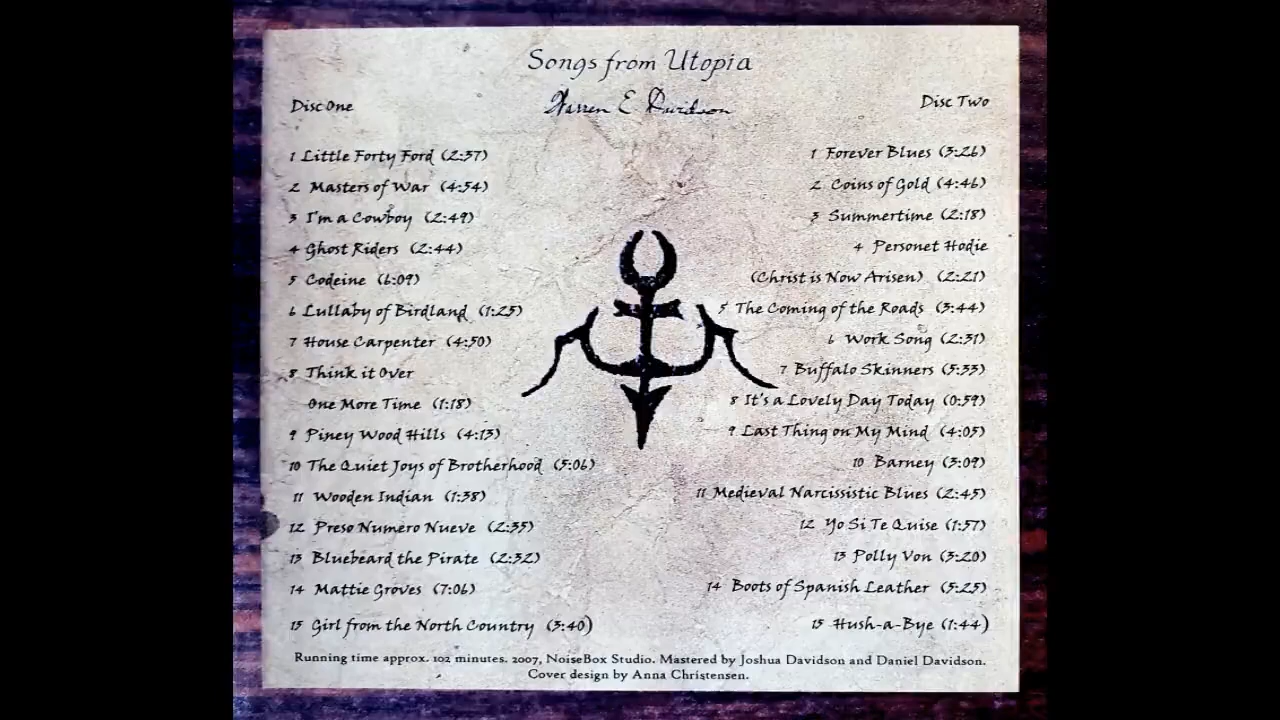 Songs from Utopia
Warren E Davidson
Disc One
1 Little Forty Ford (2:37)
2 Masters of War (4:54)
3 I'm a Cowboy (2:49)
4 Ghost Riders (2:44)
5 Codeine (6:09)
6 Lullaby of Birdland (1:25)
7 House Carpenter (4:50)
8 Think it Over
One More Time (1:18)
9 Piney Wood Hills (4:13)
10 The Quiet Joys of Brotherhood (5:06)
11 Wooden Indian (1:38)
12 Preso Numero Nueve (2:35)
13 Bluebeard the Pirate (2:32)
14 Mattie Groves (7:06)
15 Girl from the North Country (3:40)
Disc Two
1 Forever Blues (3:26)
2 Coins of Gold (4:46)
3 Summertime (2:18)
4 Personet Hodie
(Christ is Now Arisen) (2:21)
5 The Coming of the Roads (3:44)
6 Work Song (2:31)
7 Buffalo Skinners (5:33)
8 It's a Lovely Day Today (0:59)
9 Last Thing on My Mind (4:05)
10 Barney (3:09)
11 Medieval Narcissistic Blues (2:45)
12 Yo Si Te Quise (1:57)
13 Polly Von (3:20)
14 Boots of Spanish Leather (5:25)
15 Hush-a-Bye (1:44)
Running time approx. 102 minutes. 2007, NoiseBox Studio. Mastered by Joshua Davidson and Daniel Davidson.
Cover design by Anna Christensen.